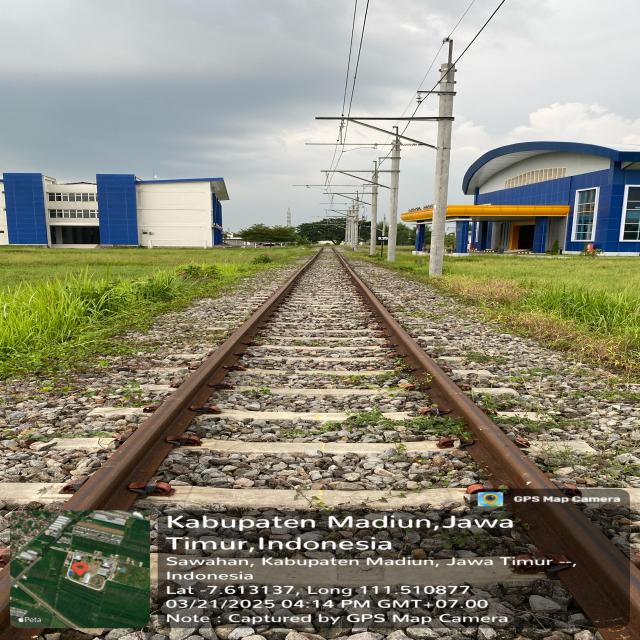 GPS Map Camera
Kabupaten Madiun,Jawa
Timur,Indonesia
Sawahan, Kabupaten Madiun, Jawa Timur --,
Indonesia
Lat -7.613137, Long 111.510877
03/21/2025 04:14 PM GMT+07.00
Note : Captured by GPS Map Camera
Peta